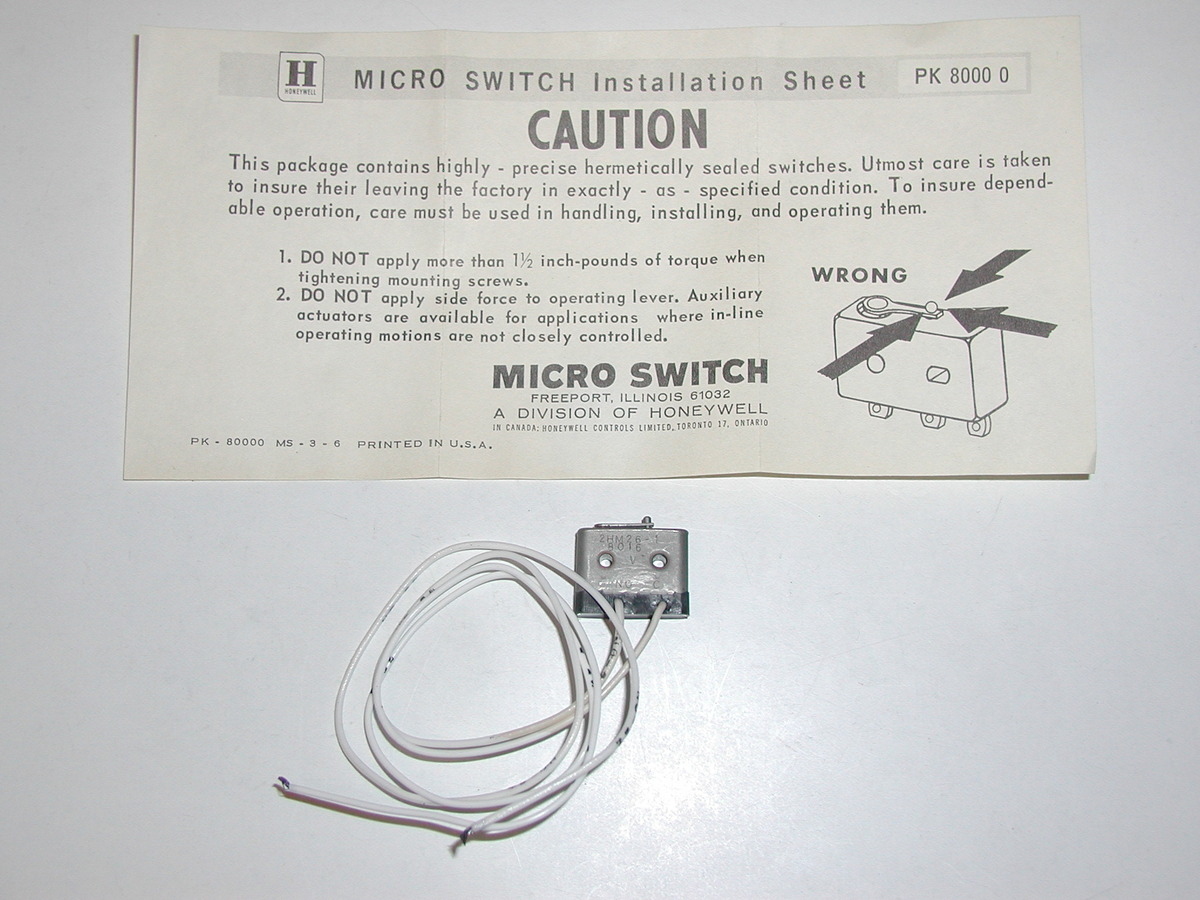 H
HONEYWELL
MICRO SWITCH Installation Sheet
PK 8000 0
CAUTION
This package contains highly - precise hermetically sealed switches. Utmost care is taken
to insure their leaving the factory in exactly - as - specified condition. To insure depend-
able operation, care must be used in handling, installing, and operating them.
1. DO NOT apply more than 1½ inch-pounds of torque when
tightening mounting screws.
2. DO NOT apply side force to operating lever. Auxiliary
actuators are available for applications where in-line
operating motions are not closely controlled.
WRONG
MICRO SWITCH
FREEPORT, ILLINOIS 61032
A DIVISION OF HONEYWELL
IN CANADA: HONEYWELL CONTROLS LIMITED, TORONTO 17, ONTARIO
PK - 80000 MS - 3 - 6 PRINTED IN U.S.A.
2HM26-1
8016
V